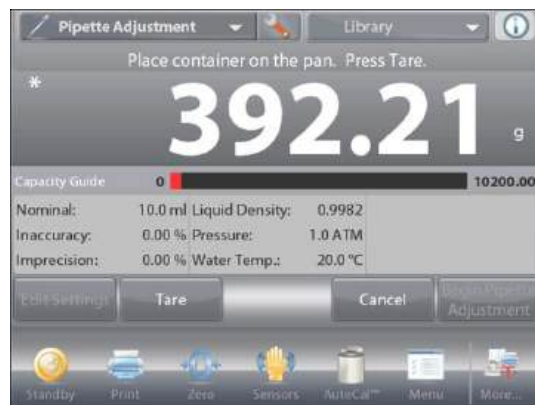 Pipette Adjustment
Library
Place container on the pan. Press Tare.
*
392.21 g
Capacity Guide 0 10200.00
Nominal: 10.0 ml Liquid Density: 0.9982
Inaccuracy: 0.00 % Pressure: 1.0 ATM
Imprecision: 0.00 % Water Temp.: 20.0 °C
Edit Settings Tare Cancel Begin Pipette
Adjustment
Standby Print Zero Sensors AutoCal™ Menu More...